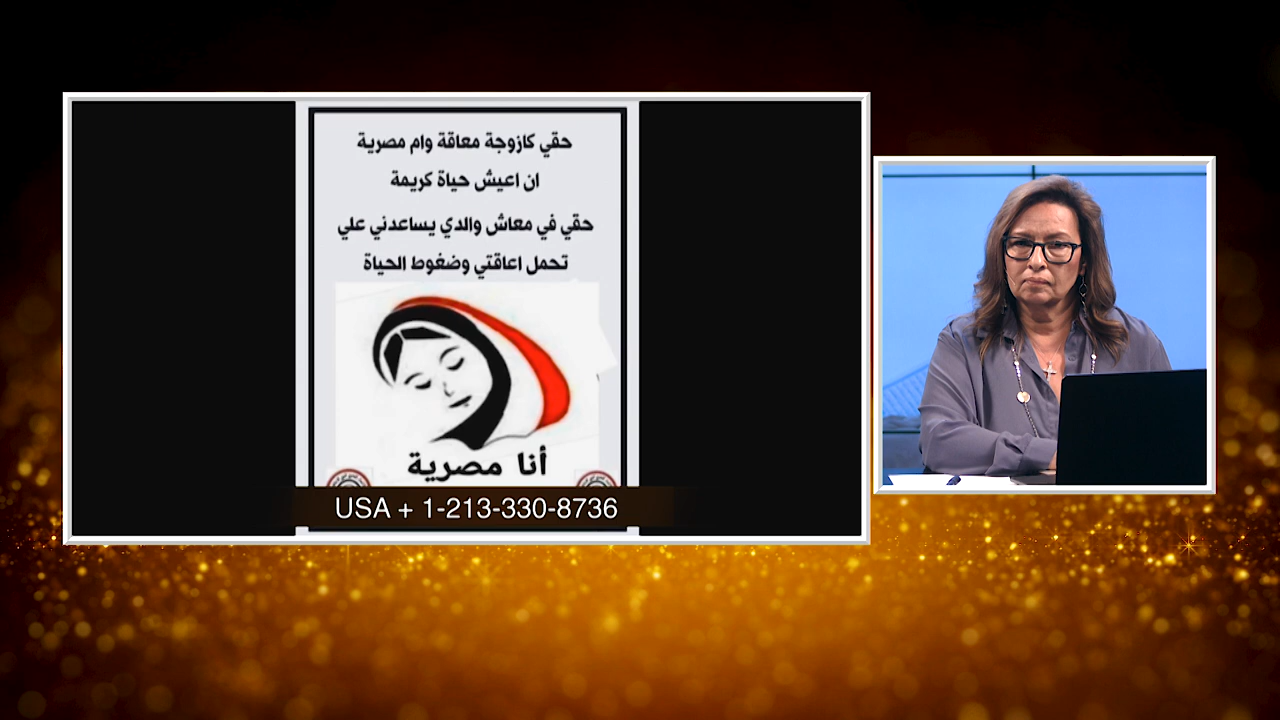 حقي كازوجة معاقة وام مصرية
ان اعيش حياة كريمة
حقي في معاش والدي يساعدني علي
تحمل اعاقتي وضغوط الحياة
أنا مصرية
USA + 1-213-330-8736